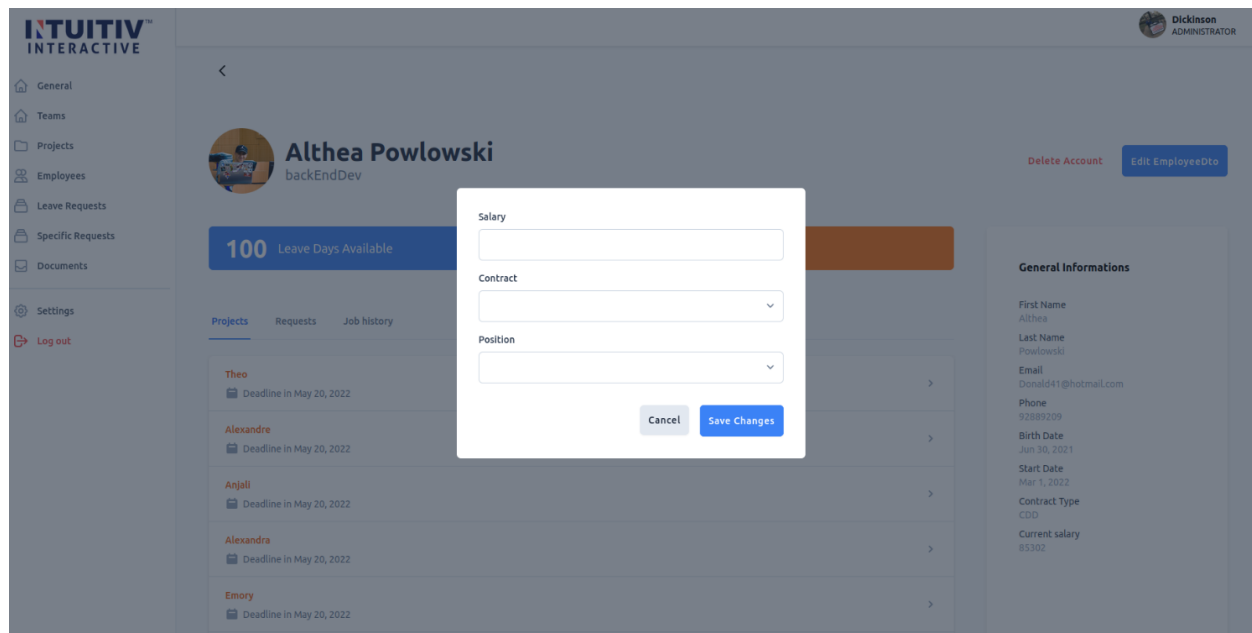 INTUITIV™
INTERACTIVE
Dickinson
ADMINISTRATOR
General
Teams
Projects
Employees
Leave Requests
Specific Requests
Documents
Settings
Log out
Althea Powlowski
backEndDev
Delete Account
Edit EmployeeDto
100 Leave Days Available
Projects Requests Job history
Theo
Deadline in May 20, 2022
Alexandre
Deadline in May 20, 2022
Anjali
Deadline in May 20, 2022
Alexandra
Deadline in May 20, 2022
Emory
Deadline in May 20, 2022
Salary
Contract
Position
Cancel Save Changes
General Informations
First Name
Althea
Last Name
Powlowski
Email
Donald41@hotmail.com
Phone
92889209
Birth Date
Jun 30, 2021
Start Date
Mar 1, 2022
Contract Type
CDD
Current salary
85302